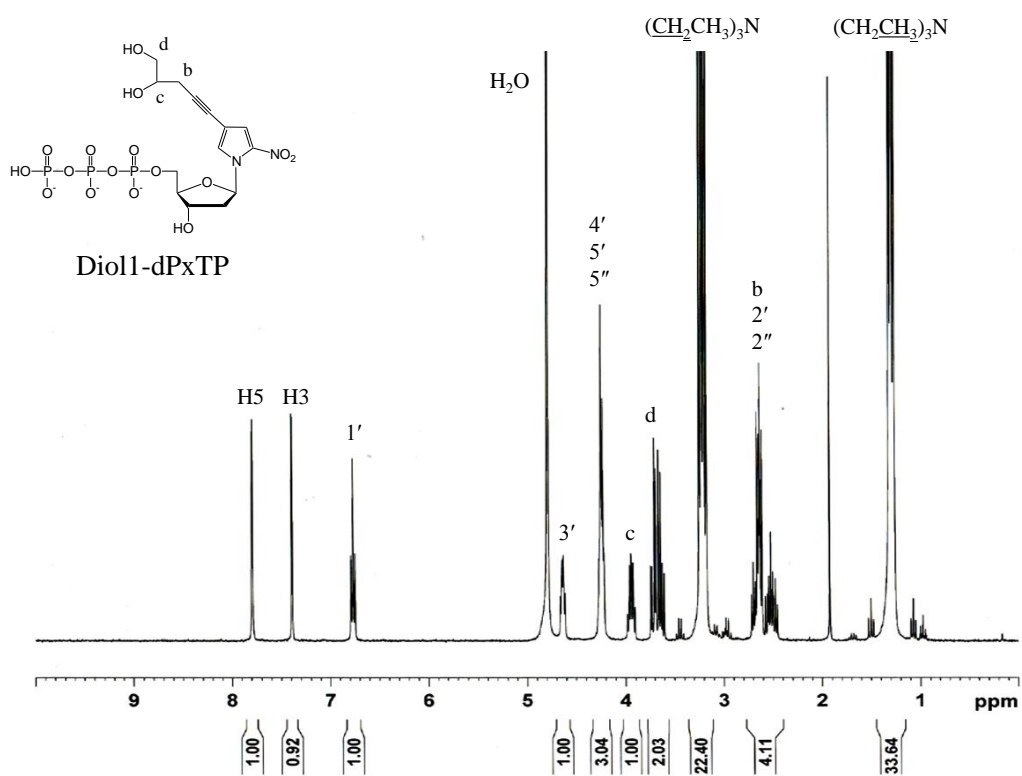 (CH2CH3)3N
(CH2CH3)3N
H2O
HO
d
b
HO
c
NO2
N
O O O
HO P O P O P O O
O- O- O-
HO
Diol1-dPxTP
4′
5′
5″
b
2′
2″
H5
H3
1′
d
3′
c
9 8 7 6 5 4 3 2 1 ppm
1.00
0.92
1.00
1.00
3.04
1.00
2.03
22.40
4.11
33.64